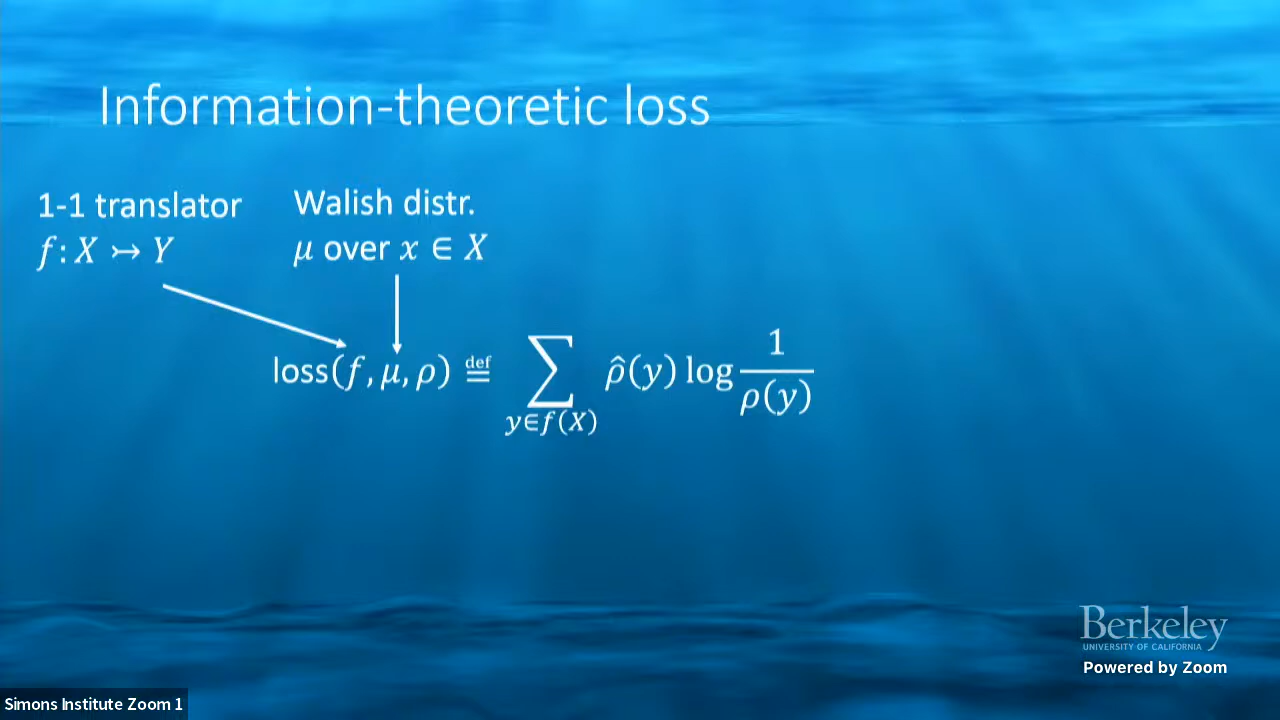 Information-theoretic loss
1-1 translator
f: X ↣ Y
Walish distr.
μ over x ∈ X
loss(f, μ, ρ) ≝ ∑_{y∈f(X)} ρ̂(y) log 1/ρ(y)
Berkeley
UNIVERSITY OF CALIFORNIA
Powered by Zoom
Simons Institute Zoom 1